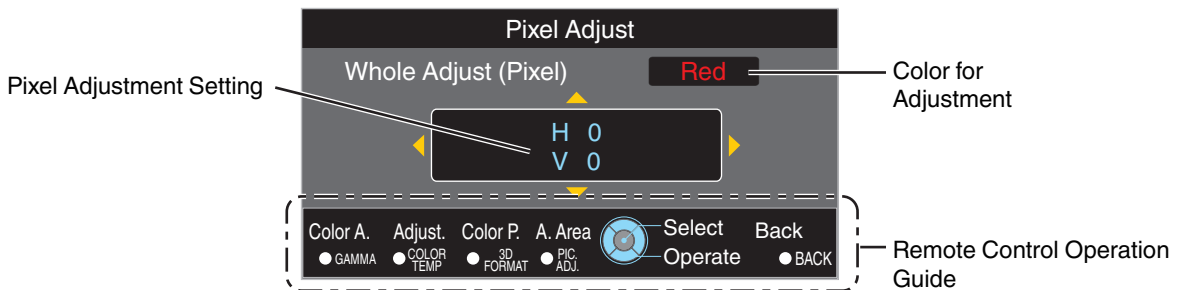 Pixel Adjust
Whole Adjust (Pixel) Red
Pixel Adjustment Setting
Color for
Adjustment
H 0
V 0
Color A. Adjust. Color P. A. Area Select Back
GAMMA COLOR TEMP 3D FORMAT PIC. ADJ. Operate BACK
Remote Control Operation
Guide